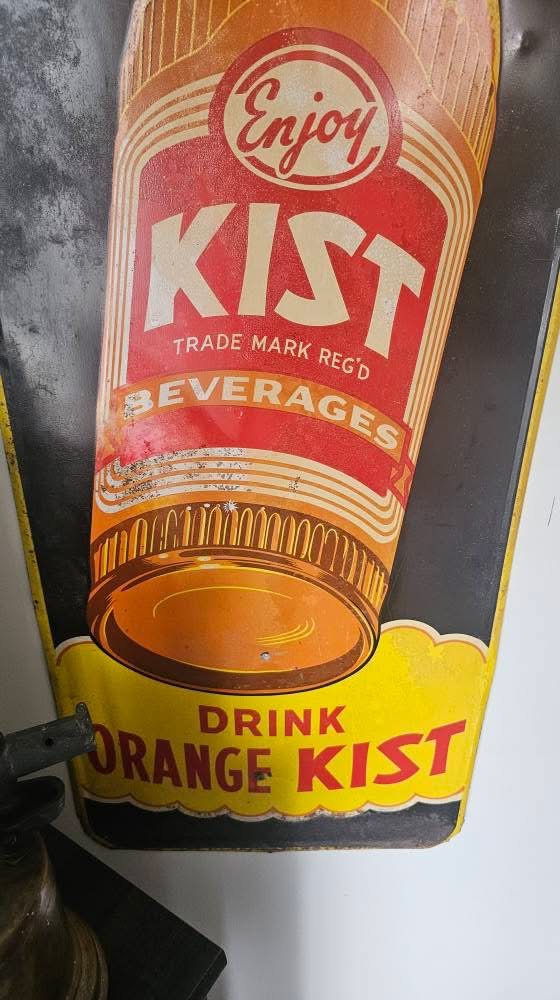 Enjoy
KIST
TRADE MARK REG'D
BEVERAGES
DRINK
ORANGE KIST